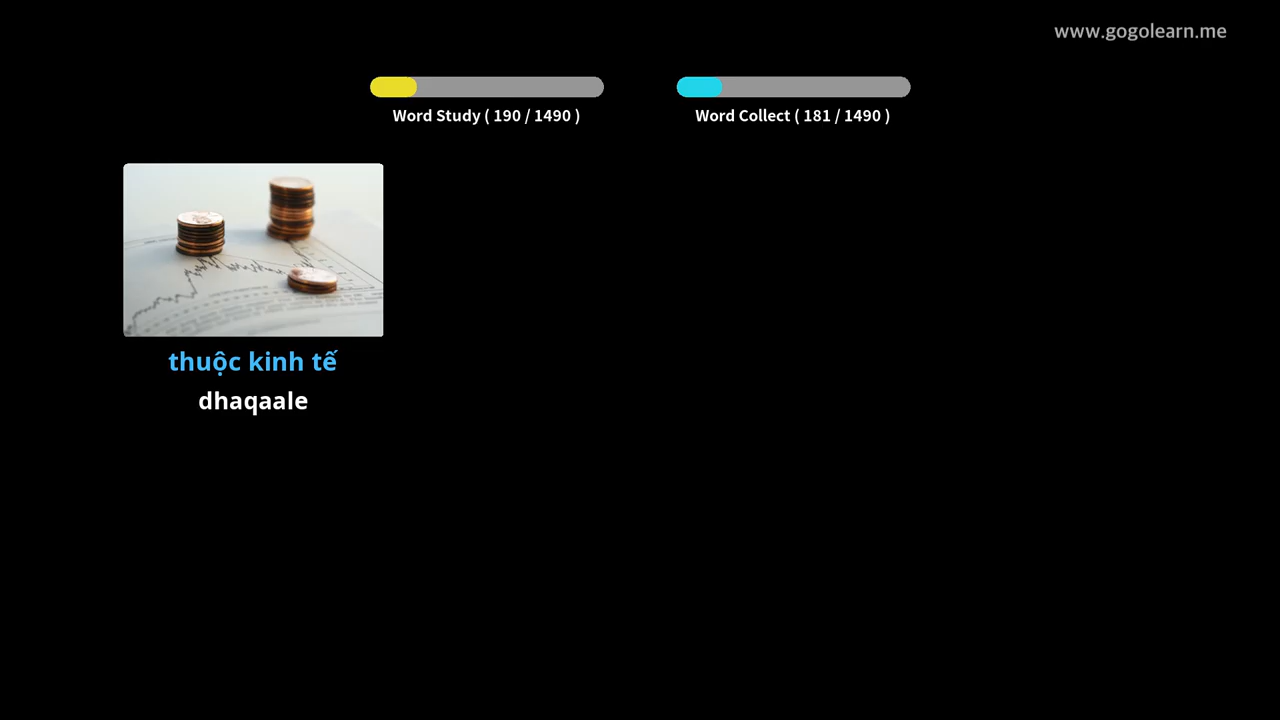 www.gogolearn.me
Word Study ( 190 / 1490 )
Word Collect ( 181 / 1490 )
thuộc kinh tế
dhaqaale